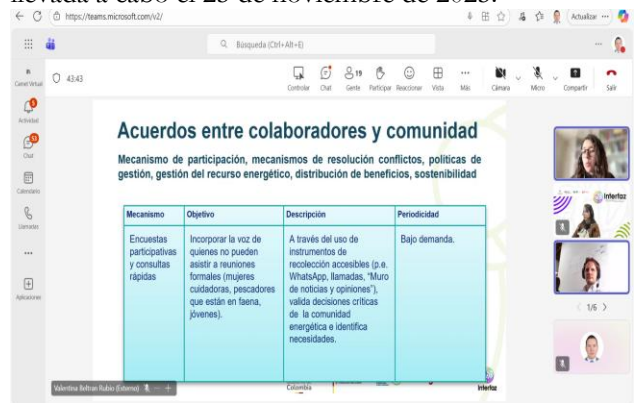 llevada a cabo el 25 de noviembre de 2025.
https://teams.microsoft.com/v2/
Actualizar
Búsqueda (Ctrl+Alt+E)
Carnet Virtual
43:43
Controlar
Chat
19
Gente
Participar
Reaccionar
Vista
Más
Cámara
Micro
Compartir
Salir
Actividad
Chat
Calendario
Llamadas
Aplicaciones
Acuerdos entre colaboradores y comunidad
Mecanismo de participación, mecanismos de resolución conflictos, políticas de
gestión, gestión del recurso energético, distribución de beneficios, sostenibilidad
Mecanismo
Objetivo
Descripción
Periodicidad
Encuestas
participativas
y consultas
rápidas
Incorporar la voz de
quienes no pueden
asistir a reuniones
formales (mujeres
cuidadoras, pescadores
que están en faena,
jóvenes).
A través del uso de
instrumentos de
recolección accesibles (p.e.
WhatsApp, llamadas, "Muro
de noticias y opiniones"),
valida decisiones críticas
de la comunidad
energética e identifica
necesidades.
Bajo demanda.
Colombia
Interfaz
Valentina Beltran Rubio (Externo)
Interfaz
1/6